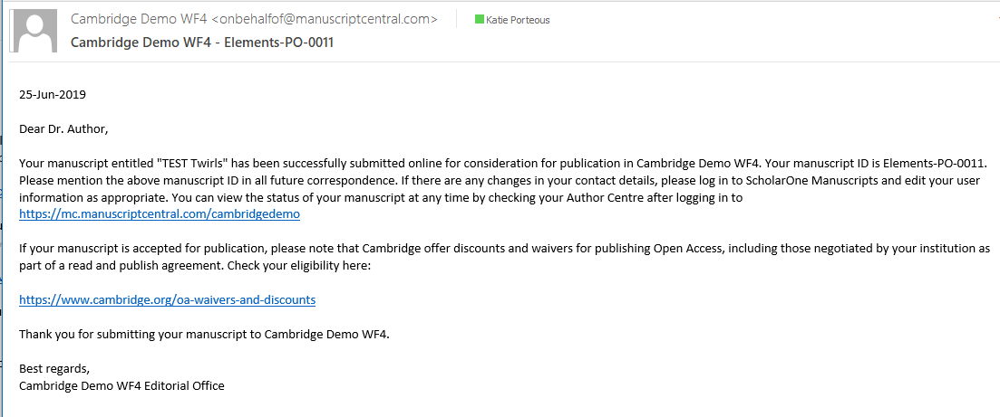 Cambridge Demo WF4 <onbehalfof@manuscriptcentral.com>
Katie Porteous
Cambridge Demo WF4 - Elements-PO-0011
25-Jun-2019
Dear Dr. Author,
Your manuscript entitled "TEST Twirls" has been successfully submitted online for consideration for publication in Cambridge Demo WF4. Your manuscript ID is Elements-PO-0011.
Please mention the above manuscript ID in all future correspondence. If there are any changes in your contact details, please log in to ScholarOne Manuscripts and edit your user
information as appropriate. You can view the status of your manuscript at any time by checking your Author Centre after logging in to
https://mc.manuscriptcentral.com/cambridgedemo
If your manuscript is accepted for publication, please note that Cambridge offer discounts and waivers for publishing Open Access, including those negotiated by your institution as
part of a read and publish agreement. Check your eligibility here:
https://www.cambridge.org/oa-waivers-and-discounts
Thank you for submitting your manuscript to Cambridge Demo WF4.
Best regards,
Cambridge Demo WF4 Editorial Office